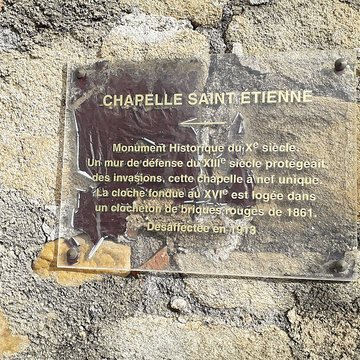 CHAPELLE SAINT ÉTIENNE
Monument Historique du Xe siècle.
Un mur de défense du XIIIe siècle protégeait,
des invasions, cette chapelle à nef unique.
La cloche fondue au XVIe est logée dans
un clocheton de briques rouges de 1861.
Désaffectée en 1913